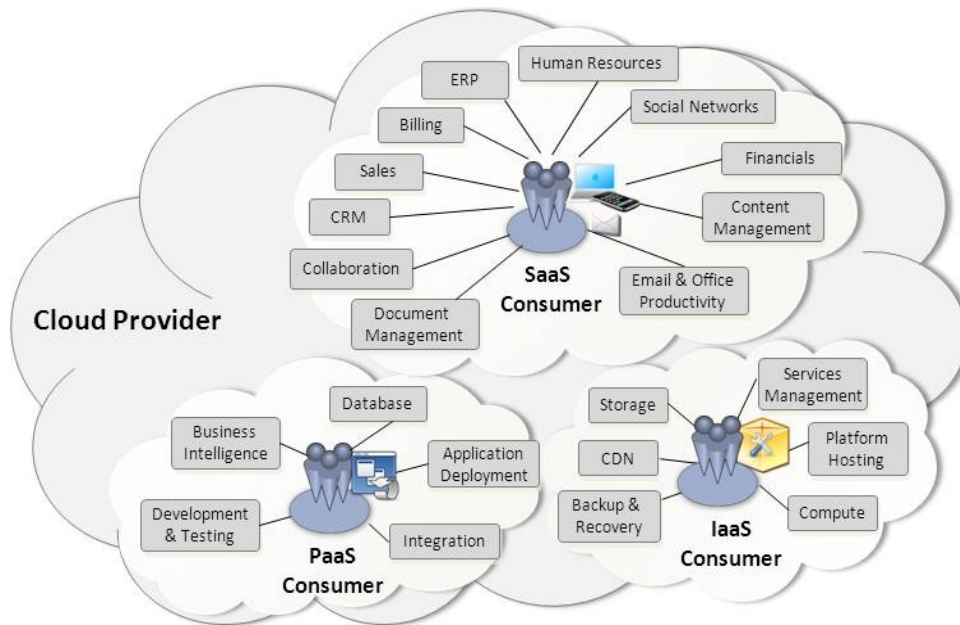 Human Resources
ERP
Social Networks
Billing
Financials
Sales
CRM
Content
Management
Collaboration
SaaS
Consumer
Email & Office
Productivity
Document
Management
Cloud Provider
Database
Business
Intelligence
Application
Deployment
Development
& Testing
Integration
PaaS
Consumer
Services
Management
Storage
Platform
Hosting
CDN
Backup &
Recovery
Compute
IaaS
Consumer